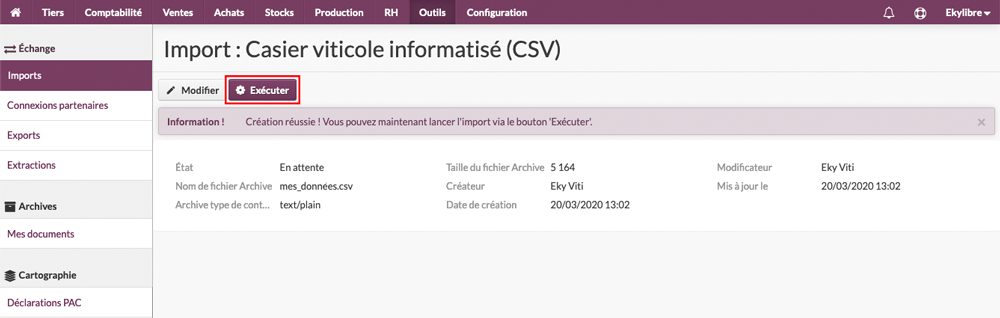 Tiers Comptabilité Ventes Achats Stocks Production RH Outils Configuration Ekylibre
Échange
Imports
Connexions partenaires
Exports
Extractions
Archives
Mes documents
Cartographie
Déclarations PAC
Import : Casier viticole informatisé (CSV)
Modifier Exécuter
Information ! Création réussie ! Vous pouvez maintenant lancer l'import via le bouton 'Exécuter'. ×
État En attente Taille du fichier Archive 5 164 Modificateur Eky Viti
Nom de fichier Archive mes_données.csv Créateur Eky Viti Mis à jour le 20/03/2020 13:02
Archive type de cont... text/plain Date de création 20/03/2020 13:02